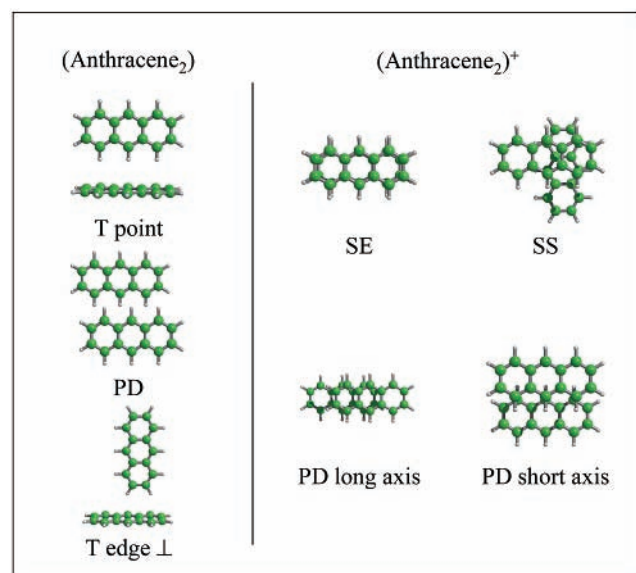 (Anthracene₂)
T point
PD
T edge ⊥
(Anthracene₂)⁺
SE
SS
PD long axis
PD short axis